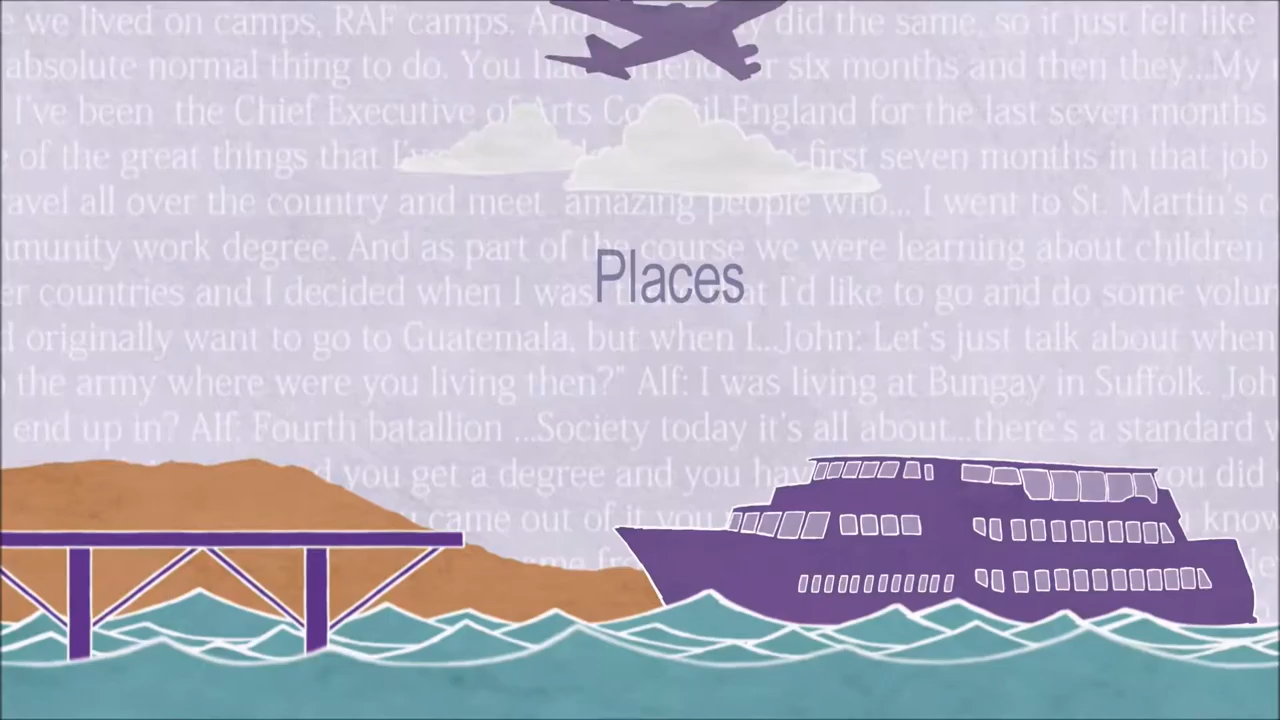 we lived on camps, RAF camps. And did the same, so it just felt like
absolute normal thing to do. You had friend for six months and then they...My
I've been the Chief Executive of Arts Council England for the last seven months
of the great things that I've first seven months in that job
all over the country and meet amazing people who... I went to St. Martin's
work degree. And as part of the course we were learning about children
countries and I decided when I was I'd like to go and do some
Places
originally want to go to Guatemala, but when I...John: Let's just talk about when
the army where were you living then?" Alf: I was living at Bungay in Suffolk.
end up in? Alf: Fourth batallion ...Society today it's all about...there's a standard
you get a degree and you have you did
came out of it you know